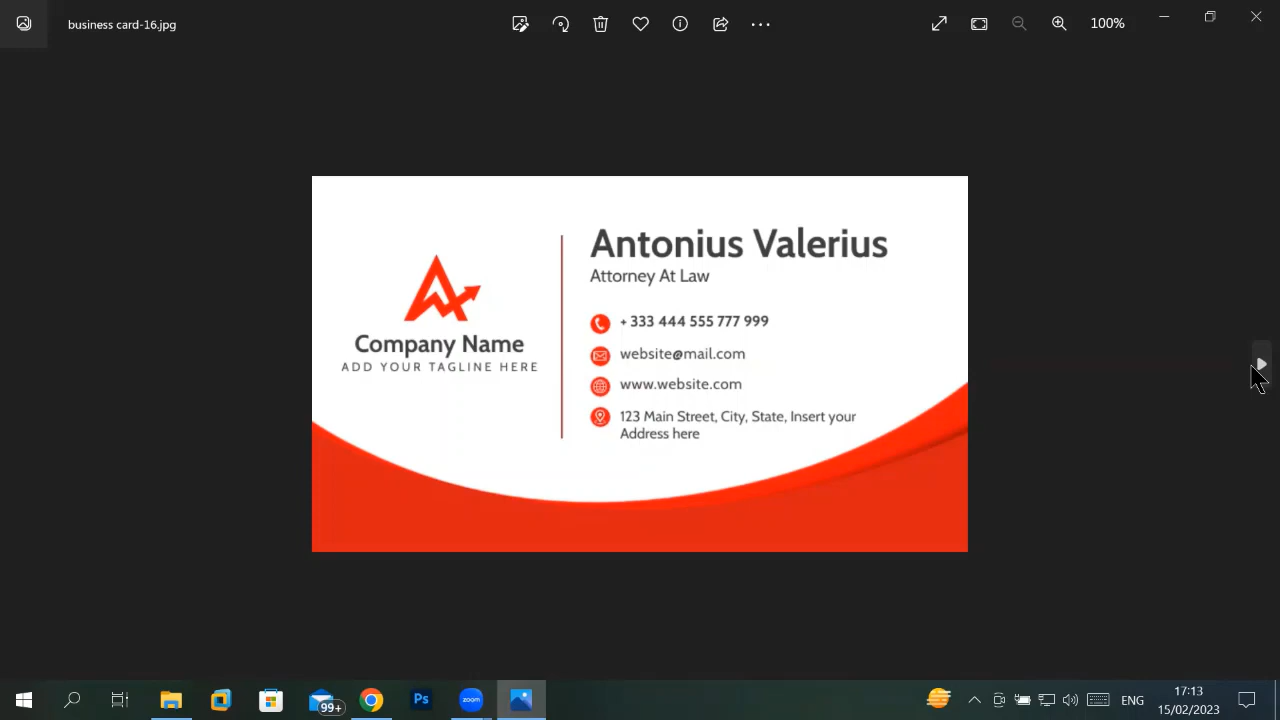 business card-16.jpg
100%
Antonius Valerius
Attorney At Law
Company Name
ADD YOUR TAGLINE HERE
+ 333 444 555 777 999
website@mail.com
www.website.com
123 Main Street, City, State, Insert your
Address here
99+
Ps
zoom
ENG
17:13
15/02/2023